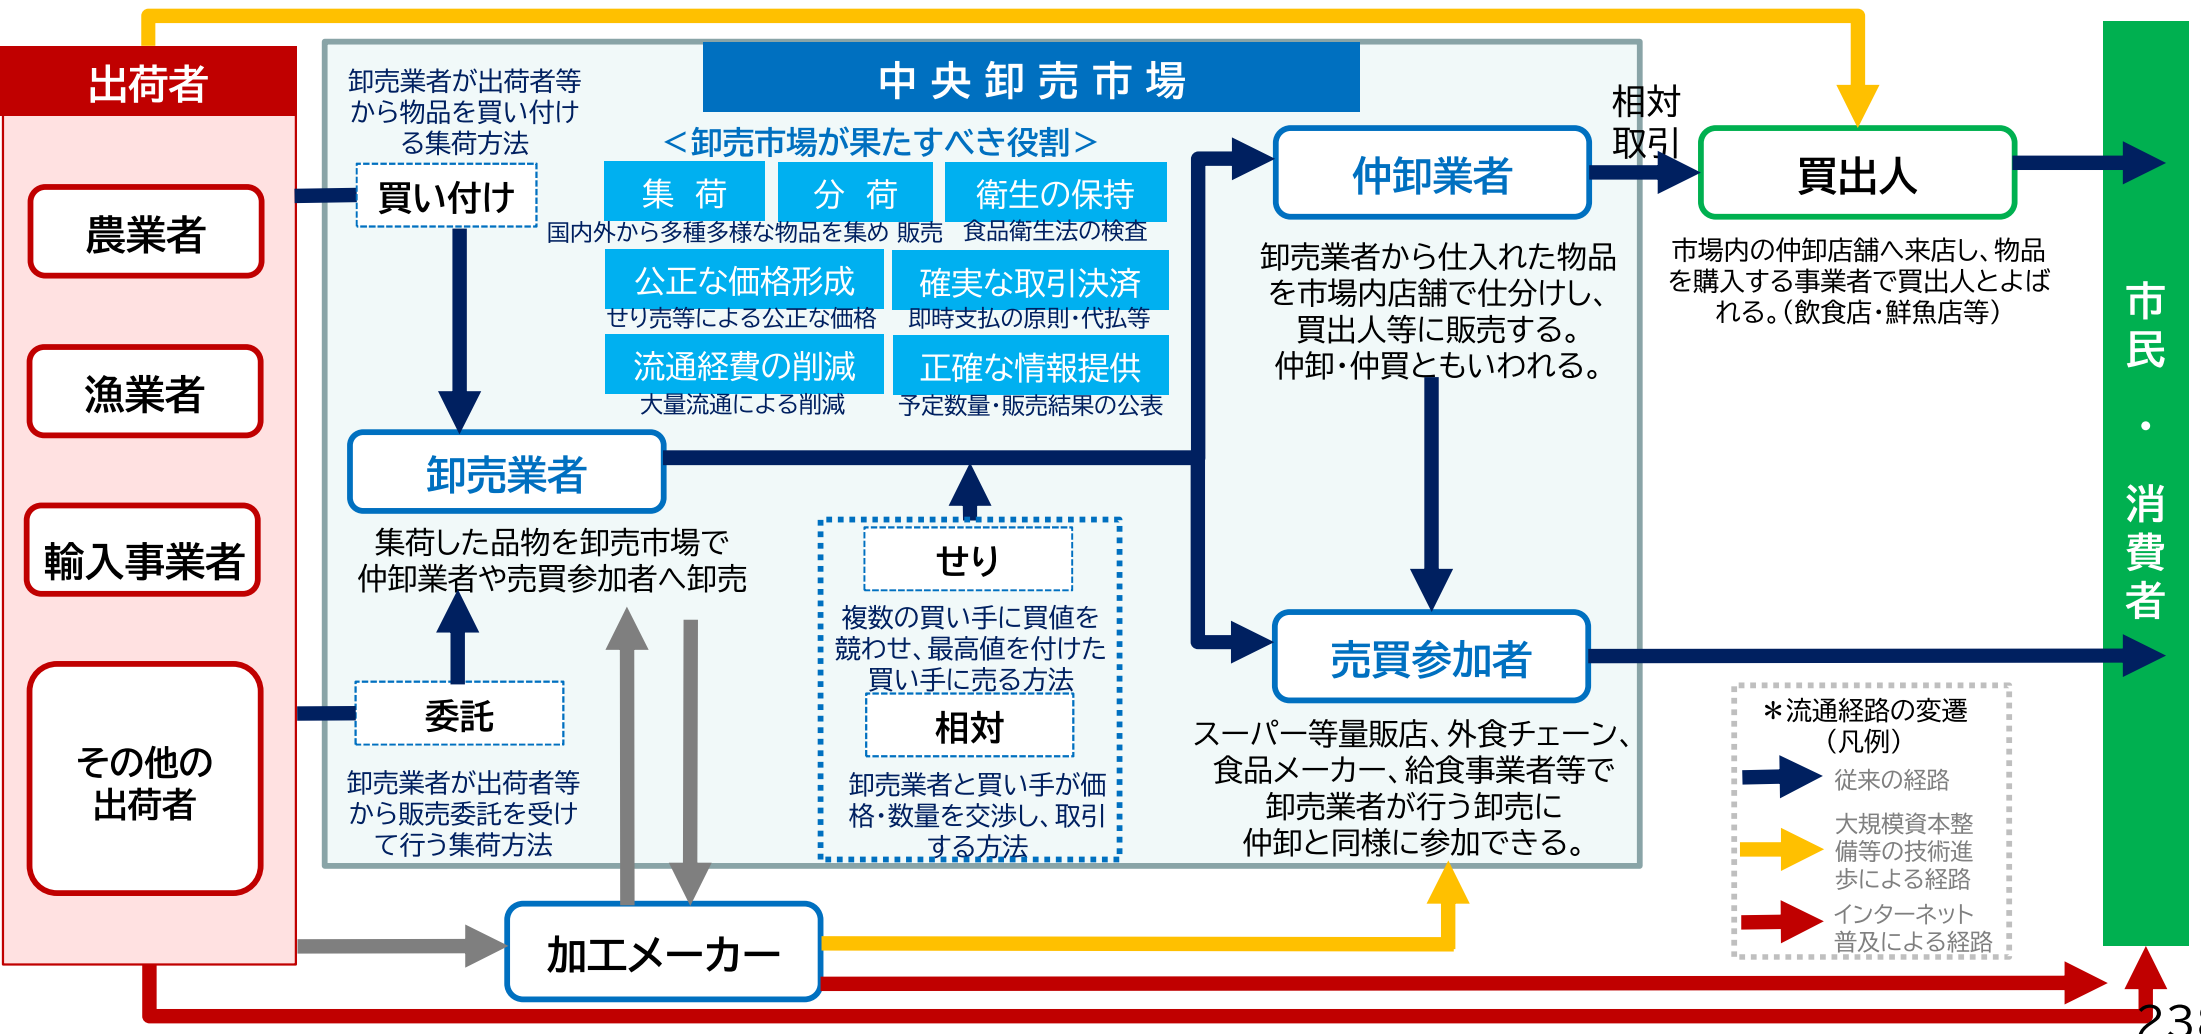 出荷者
農業者
漁業者
輸入事業者
その他の
出荷者
中央卸売市場
卸売業者が出荷者等
から物品を買い付け
る集荷方法
買い付け
＜卸売市場が果たすべき役割＞
集 荷
分 荷
衛生の保持
国内外から多種多様な物品を集め 販売
食品衛生法の検査
公正な価格形成
確実な取引決済
せり売等による公正な価格
即時支払の原則・代払等
流通経費の削減
正確な情報提供
大量流通による削減
予定数量・販売結果の公表
卸売業者
集荷した品物を卸売市場で
仲卸業者や売買参加者へ卸売
委託
卸売業者が出荷者等
から販売委託を受け
て行う集荷方法
せり
複数の買い手に買値を
競わせ、最高値を付けた
買い手に売る方法
相対
卸売業者と買い手が価
格・数量を交渉し、取引
する方法
仲卸業者
卸売業者から仕入れた物品
を市場内店舗で仕分けし、
買出人等に販売する。
仲卸・仲買ともいわれる。
売買参加者
スーパー等量販店、外食チェーン、
食品メーカー、給食事業者等で
卸売業者が行う卸売に
仲卸と同様に参加できる。
相対
取引
買出人
市場内の仲卸店舗へ来店し、物品
を購入する事業者で買出人とよば
れる。（飲食店・鮮魚店等）
市民・消費者
＊流通経路の変遷
（凡例）
従来の経路
大規模資本整
備等の技術進
歩による経路
インターネット
普及による経路
加工メーカー